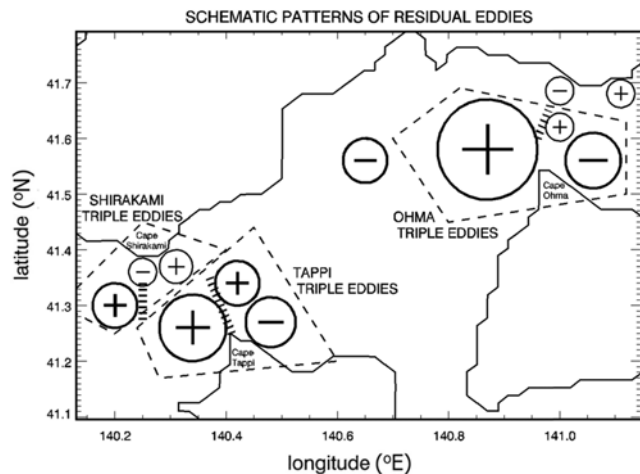 SCHEMATIC PATTERNS OF RESIDUAL EDDIES
41.7
41.6
41.5
41.4
41.3
41.2
41.1
latitude (°N)
SHIRAKAMI
TRIPLE EDDIES
Cape
Shirakami
TAPPI
TRIPLE EDDIES
Cape
Tappi
OHMA
TRIPLE EDDIES
Cape
Ohma
+
−
+
+
+
−
−
+
−
+
−
+
140.2
140.4
140.6
140.8
141.0
longitude (°E)